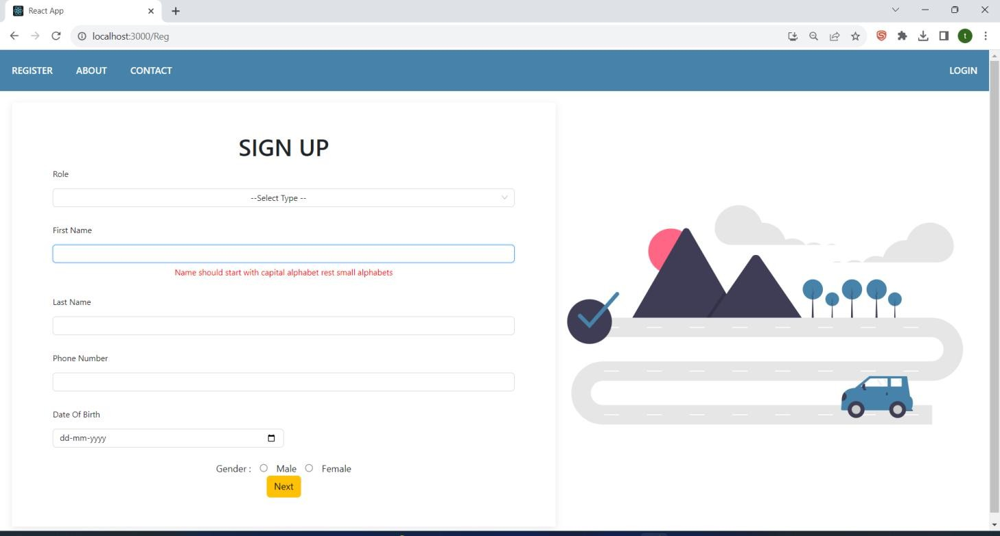 React App
localhost:3000/Reg
t
REGISTER ABOUT CONTACT LOGIN
SIGN UP
Role
--Select Type --
First Name
Name should start with capital alphabet rest small alphabets
Last Name
Phone Number
Date Of Birth
dd-mm-yyyy
Gender : Male Female
Next